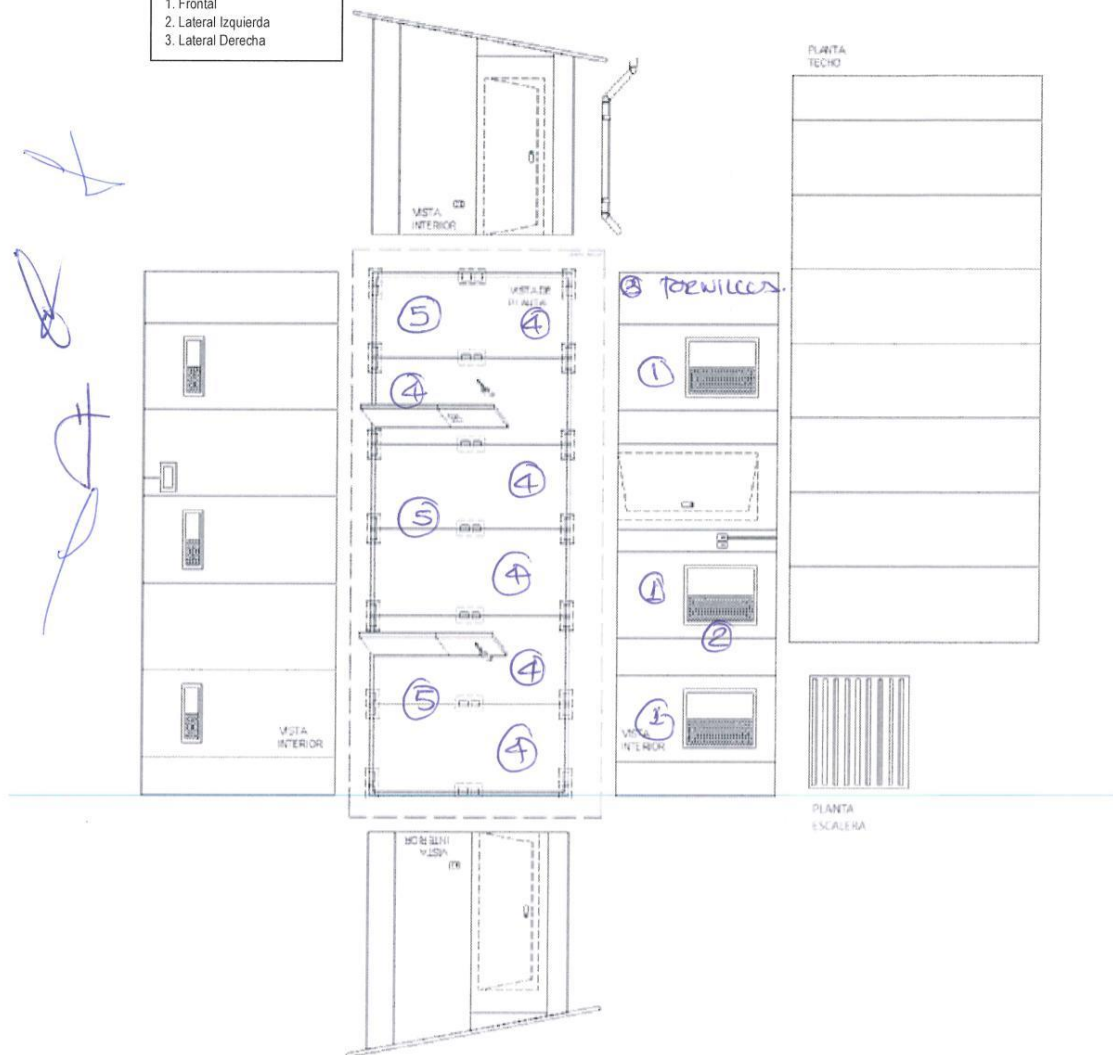 1. Frontal
2. Lateral Izquierda
3. Lateral Derecha
PLANTA
TECHO
VISTA
INTERIOR
VISTA DE
PLANTA
5
4
3 TORNILLOS.
1
4
4
5
4
1
2
4
5
4
1
VISTA
INTERIOR
VISTA
INTERIOR
PLANTA
ESCALERA
VISTA
INTERIOR